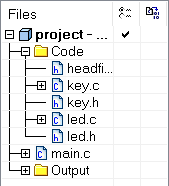 Files
project - ...
Code
headfi...
key.c
key.h
led.c
led.h
main.c
Output